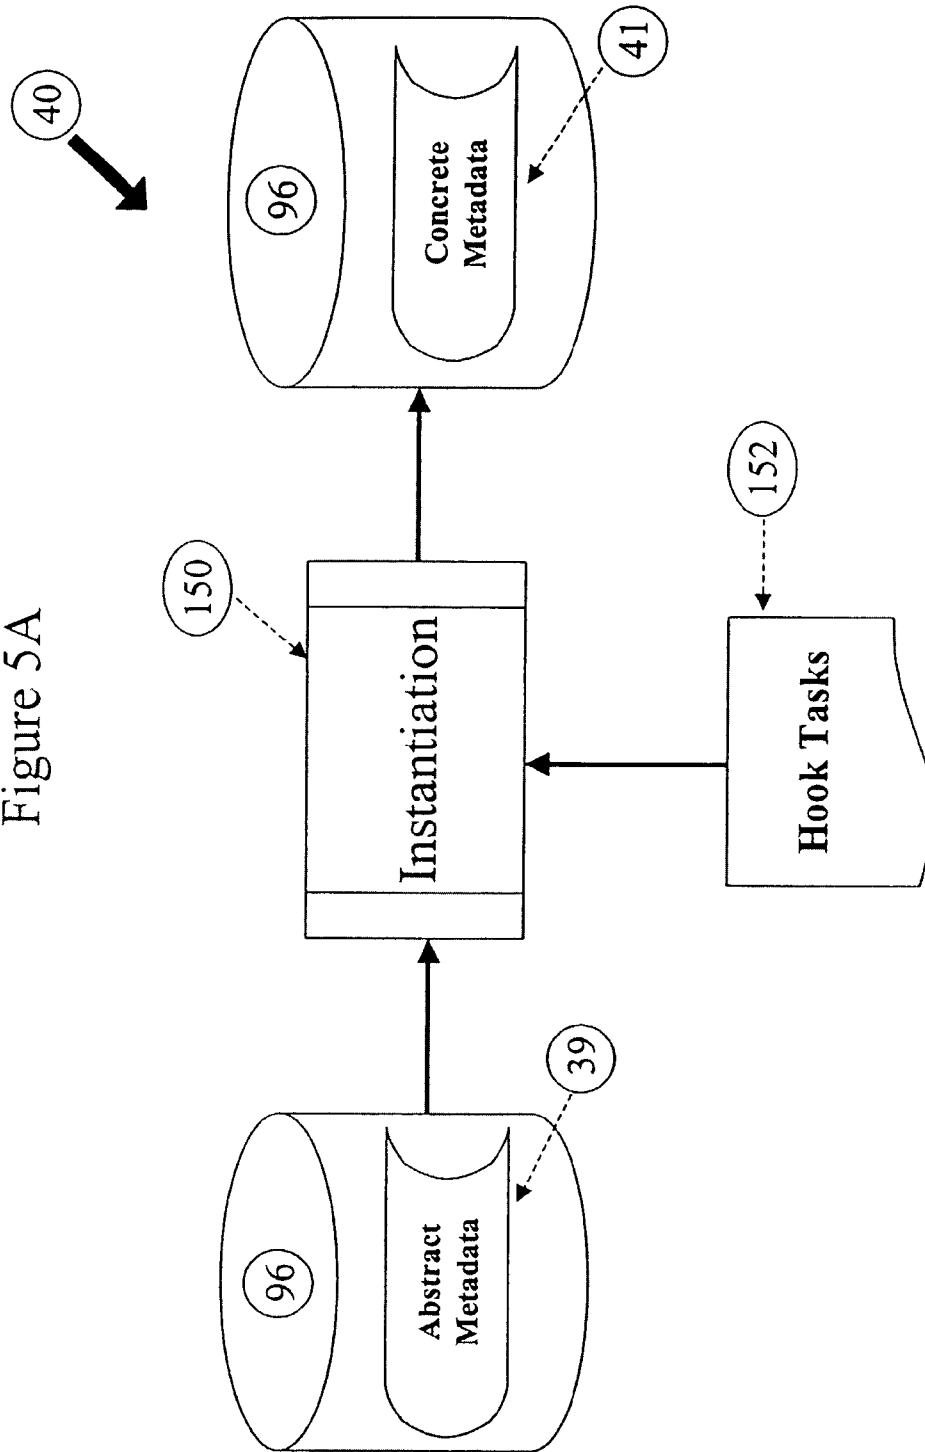 Figure 5A
40
96
Abstract
Metadata
39
150
Instantiation
152
Hook Tasks
96
Concrete
Metadata
41